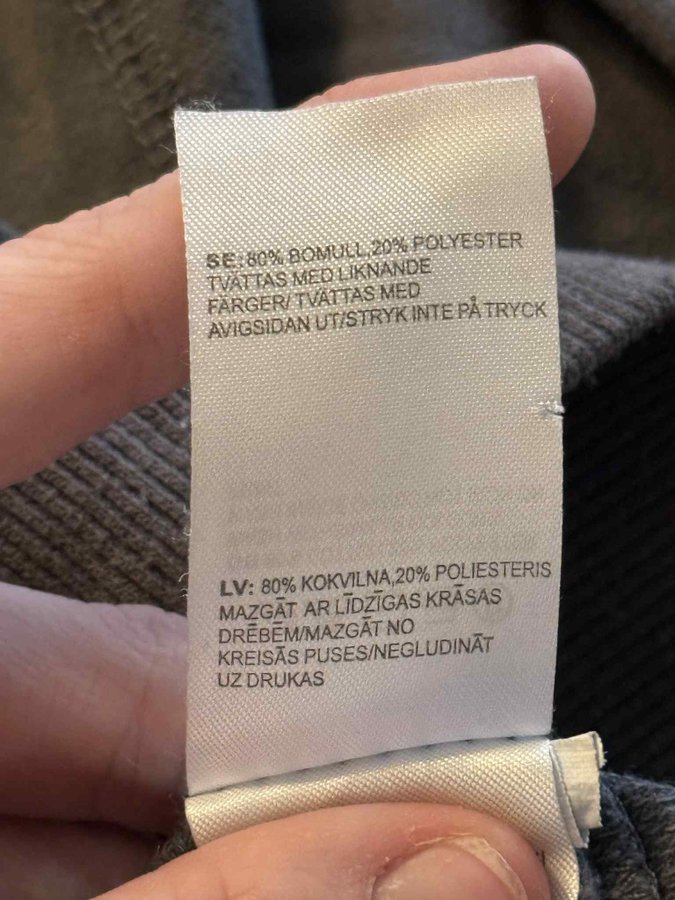 SE: 80% BOMULL,20% POLYESTER
TVÄTTAS MED LIKNANDE
FÄRGER/ TVÄTTAS MED
AVIGSIDAN UT/STRYK INTE PÅ TRYCK
LV: 80% KOKVILNA,20% POLIESTERIS
MAZGĀT AR LĪDZĪGAS KRĀSAS
DRĒBĒM/MAZGĀT NO
KREISĀS PUSES/NEGLUDINĀT
UZ DRUKAS